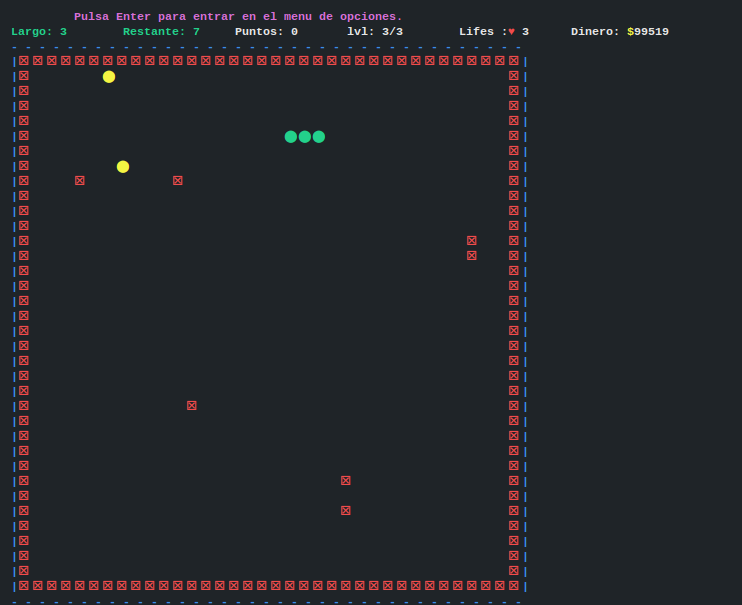 Pulsa Enter para entrar en el menu de opciones.
Largo: 3 Restante: 7 Puntos: 0 lvl: 3/3 Lifes :♥ 3 Dinero: $99519